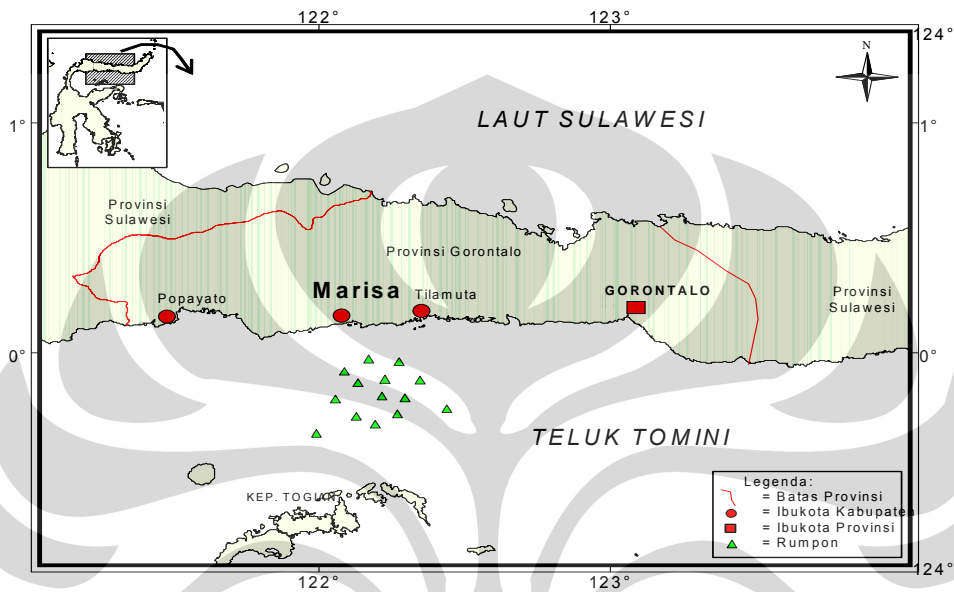 122°
123°
124°
N
1°
1°
LAUT SULAWESI
Provinsi
Sulawesi
Provinsi Gorontalo
Popayato
Marisa
Tilamuta
GORONTALO
Provinsi
Sulawesi
0°
0°
TELUK TOMINI
KEP. TOGIAN
Legenda:
= Batas Provinsi
= Ibukota Kabupaten
= Ibukota Provinsi
= Rumpon
122°
123°
124°